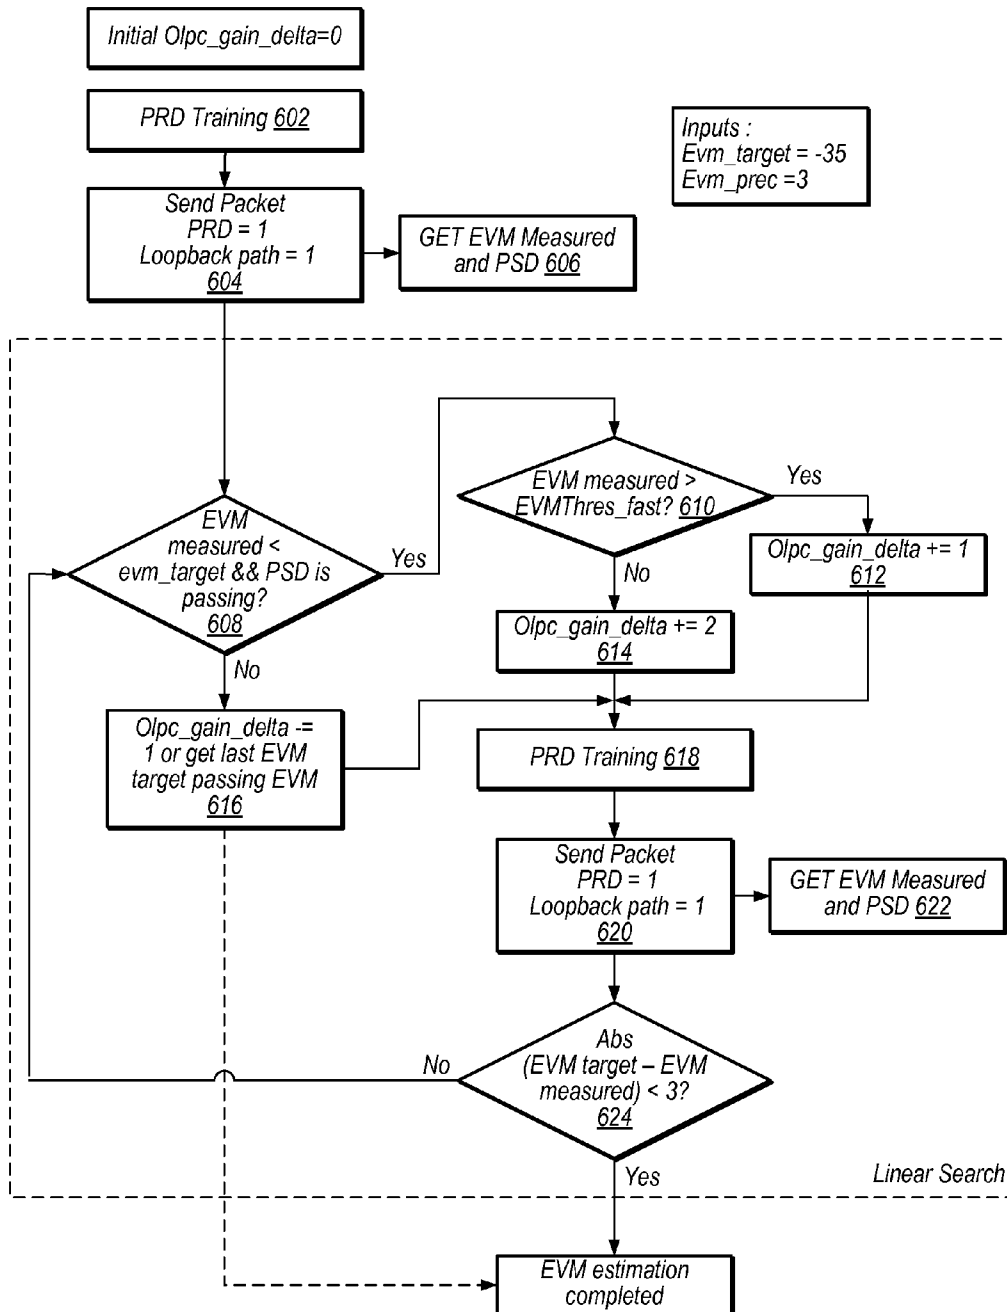 Initial Olpc_gain_delta=0
PRD Training 602
Inputs :
Evm_target = -35
Evm_prec =3
Send Packet
PRD = 1
Loopback path = 1
604
GET EVM Measured
and PSD 606
EVM measured >
EVMThres_fast? 610
Yes
No
EVM
measured <
evm_target && PSD is
passing?
608
Yes
No
Olpc_gain_delta += 1
612
Olpc_gain_delta += 2
614
Olpc_gain_delta -=
1 or get last EVM
target passing EVM
616
PRD Training 618
Send Packet
PRD = 1
Loopback path = 1
620
GET EVM Measured
and PSD 622
Abs
(EVM target – EVM
measured) < 3?
624
No
Yes
Linear Search
EVM estimation
completed